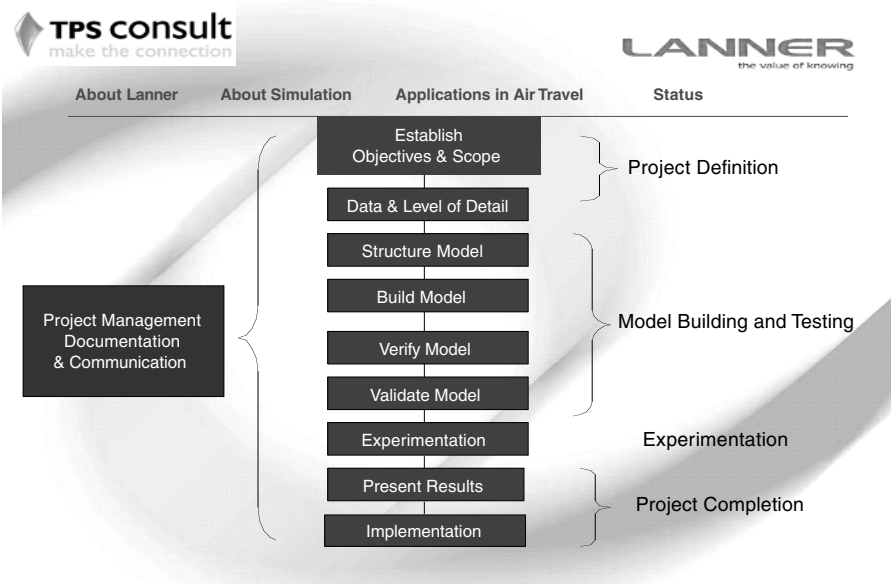 TPS consult
make the connection
LANNER
the value of knowing
About Lanner About Simulation Applications in Air Travel Status
Establish
Objectives & Scope
Project Definition
Data & Level of Detail
Structure Model
Build Model
Project Management
Documentation
& Communication
Model Building and Testing
Verify Model
Validate Model
Experimentation
Experimentation
Present Results
Project Completion
Implementation